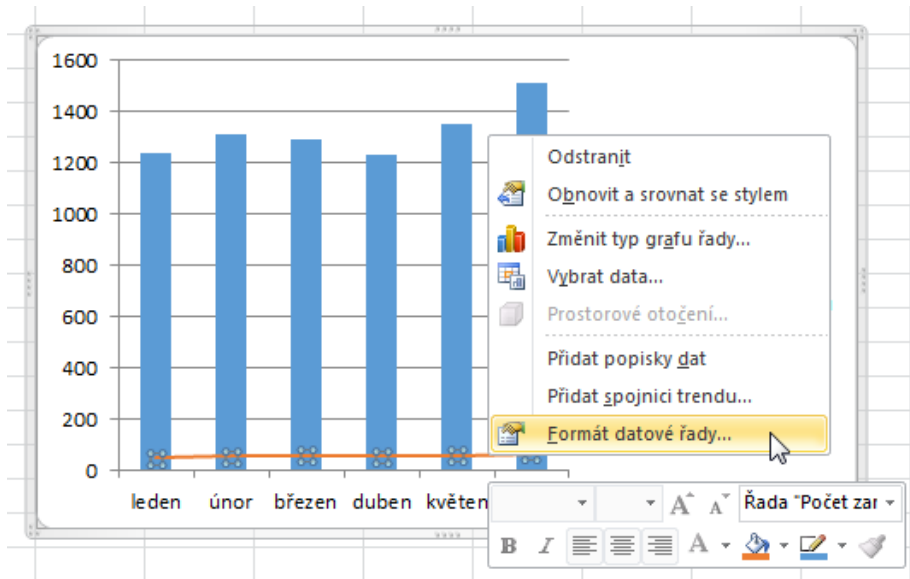 1600
1400
1200
1000
800
600
400
200
0
leden únor březen duben květen
Odstranit
Obnovit a srovnat se stylem
Změnit typ grafu řady...
Vybrat data...
Prostorové otočení...
Přidat popisky dat
Přidat spojnici trendu...
Formát datové řady...
A A Řada "Počet zar
B I A